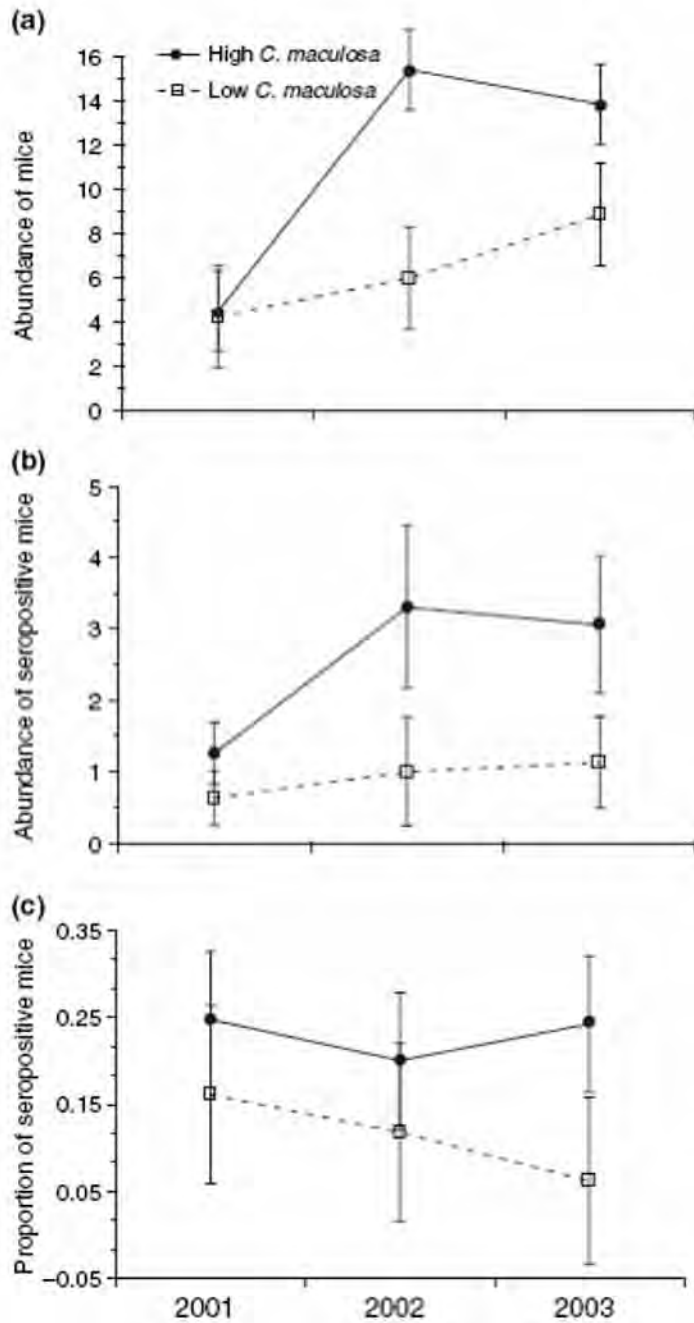 (a)
Abundance of mice
16
14
12
10
8
6
4
2
0
High C. maculosa
Low C. maculosa
(b)
Abundance of seropositive mice
5
4
3
2
1
0
(c)
Proportion of seropositive mice
0.35
0.25
0.15
0.05
–0.05
2001 2002 2003